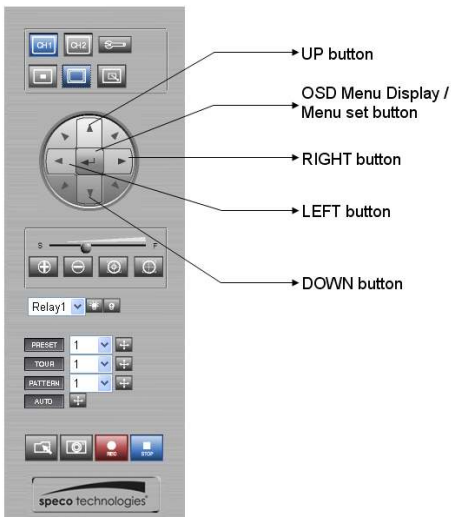 CH1 CH2
UP button
OSD Menu Display /
Menu set button
RIGHT button
LEFT button
S F
DOWN button
Relay1
PRESET 1
TOUR 1
PATTERN 1
AUTO
REC STOP
speco technologies